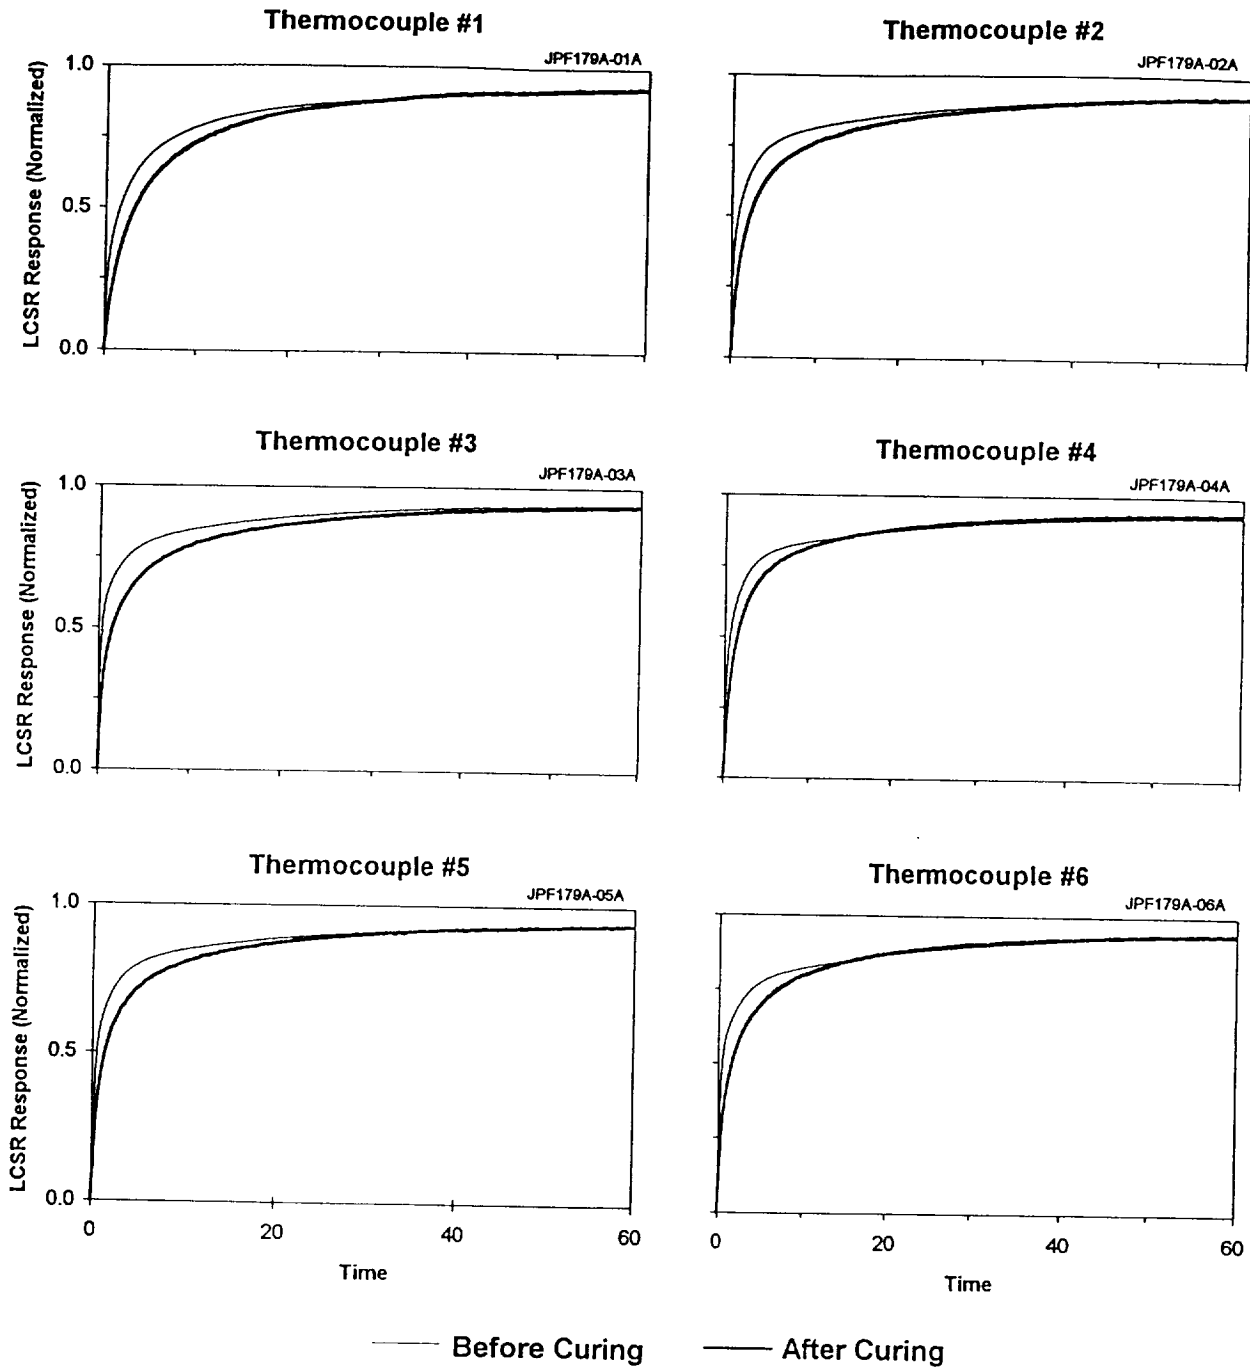 Thermocouple #1
JPF179A-01A
LCSR Response (Normalized)
1.0
0.5
0.0
Thermocouple #2
JPF179A-02A
Thermocouple #3
JPF179A-03A
LCSR Response (Normalized)
1.0
0.5
0.0
Thermocouple #4
JPF179A-04A
Thermocouple #5
JPF179A-05A
LCSR Response (Normalized)
1.0
0.5
0.0
0 20 40 60
Time
Thermocouple #6
JPF179A-06A
0 20 40 60
Time
Before Curing After Curing